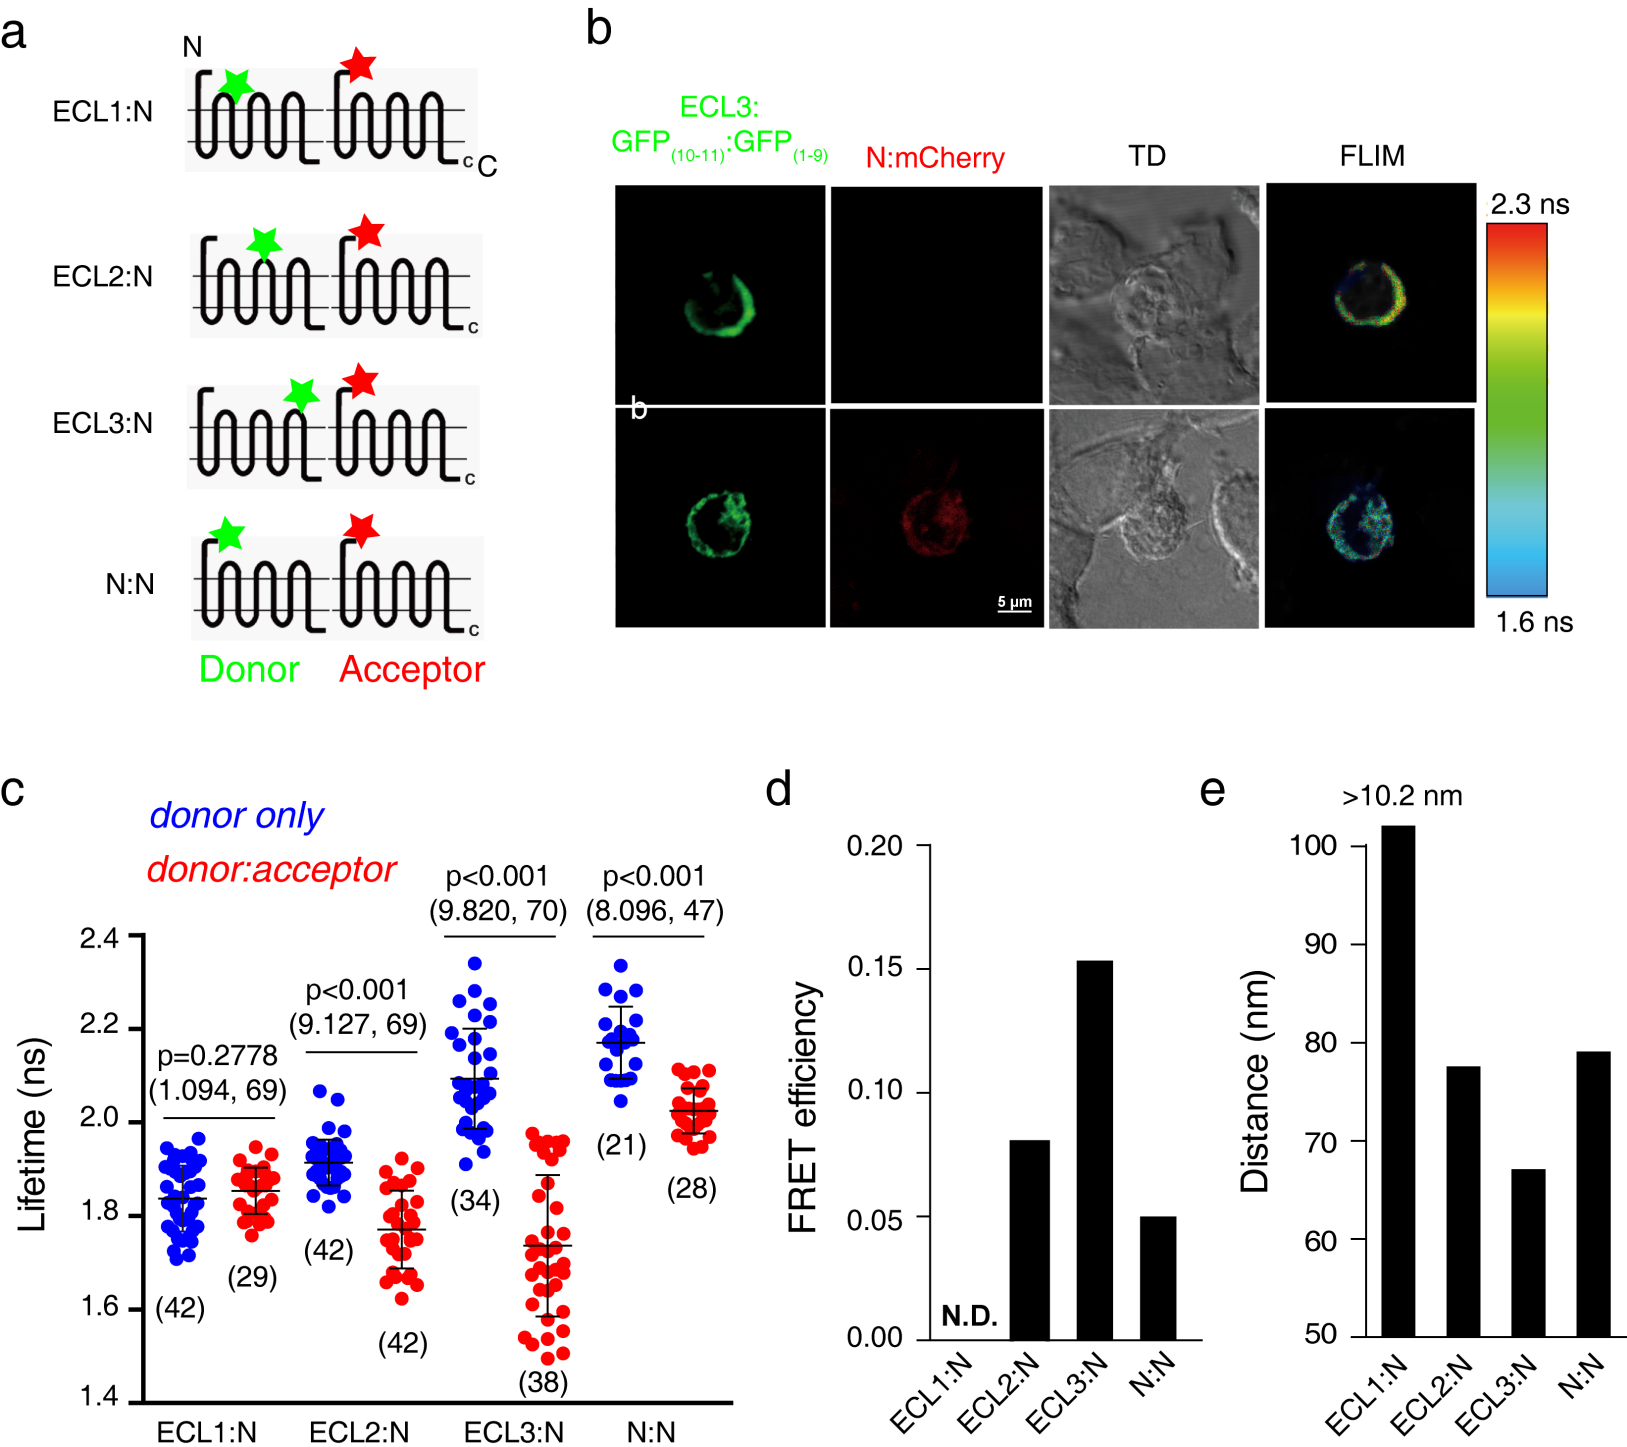 a
N
ECL1:N
c C
ECL2:N
c
ECL3:N
c
N:N
c
Donor Acceptor
b
ECL3:
GFP(10-11):GFP(1-9)
N:mCherry
TD
FLIM
2.3 ns
b
5 µm
1.6 ns
c
donor only
donor:acceptor
p=0.2778
(1.094, 69)
p<0.001
(9.127, 69)
p<0.001
(9.820, 70)
p<0.001
(8.096, 47)
Lifetime (ns)
2.4
2.2
2.0
1.8
1.6
1.4
(42)
(29)
(42)
(42)
(34)
(38)
(21)
(28)
ECL1:N ECL2:N ECL3:N N:N
d
FRET efficiency
0.20
0.15
0.10
0.05
0.00
N.D.
ECL1:N
ECL2:N
ECL3:N
N:N
e
>10.2 nm
Distance (nm)
100
90
80
70
60
50
ECL1:N
ECL2:N
ECL3:N
N:N